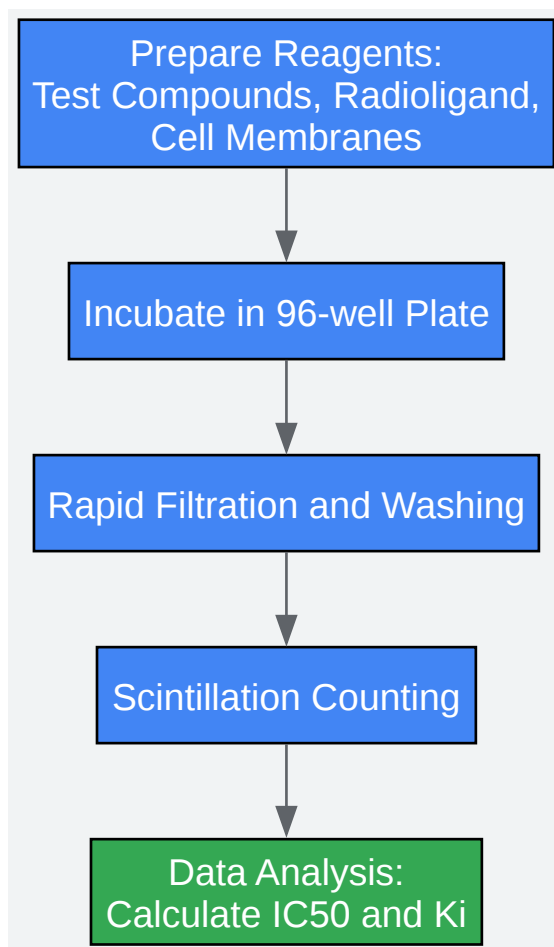 Prepare Reagents:
Test Compounds, Radioligand,
Cell Membranes
Incubate in 96-well Plate
Rapid Filtration and Washing
Scintillation Counting
Data Analysis:
Calculate IC50 and Ki